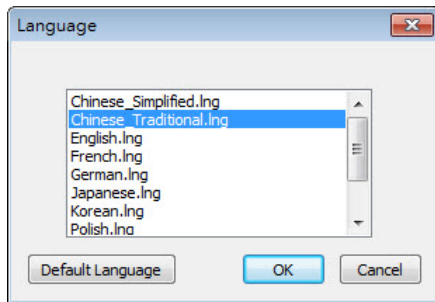 Language
Chinese_Simplified.lng
Chinese_Traditional.lng
English.lng
French.lng
German.lng
Japanese.lng
Korean.lng
Polish.lng
Default Language OK Cancel